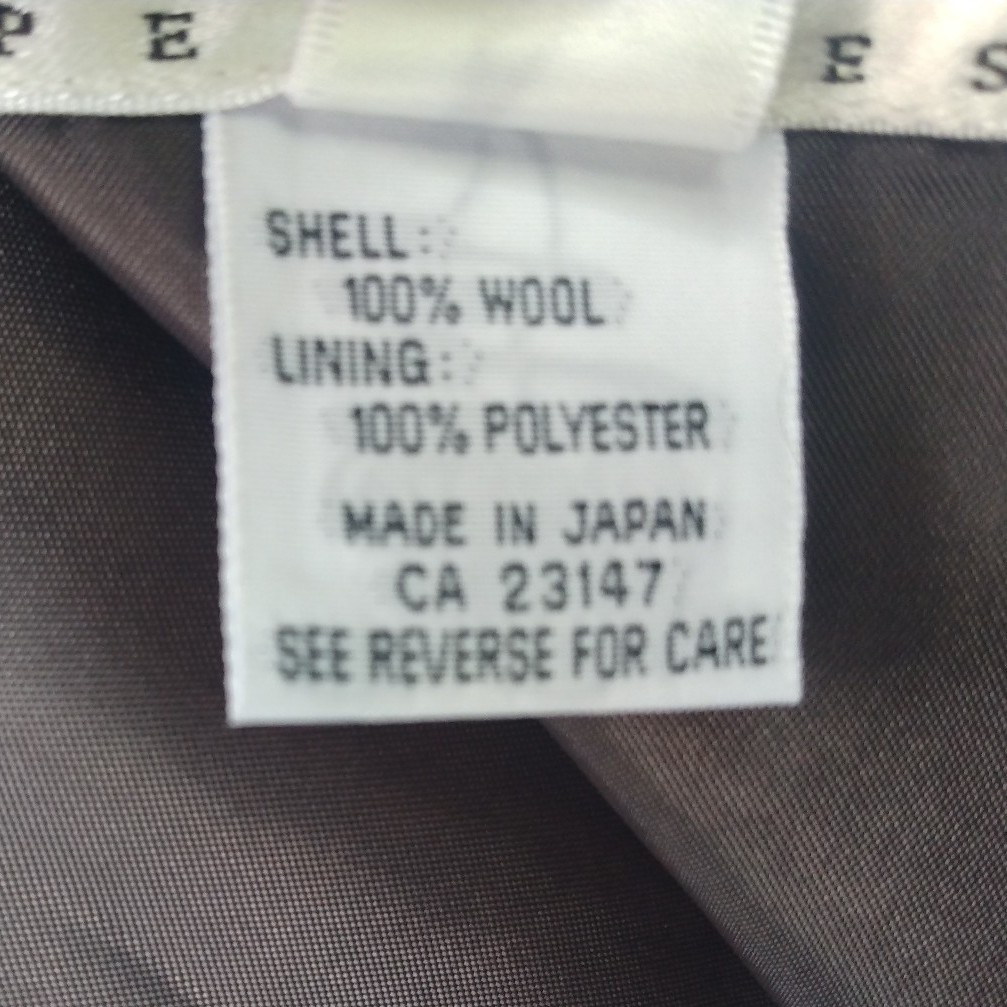 P E E S
SHELL:
100% WOOL
LINING:
100% POLYESTER
MADE IN JAPAN
CA 23147
SEE REVERSE FOR CARE